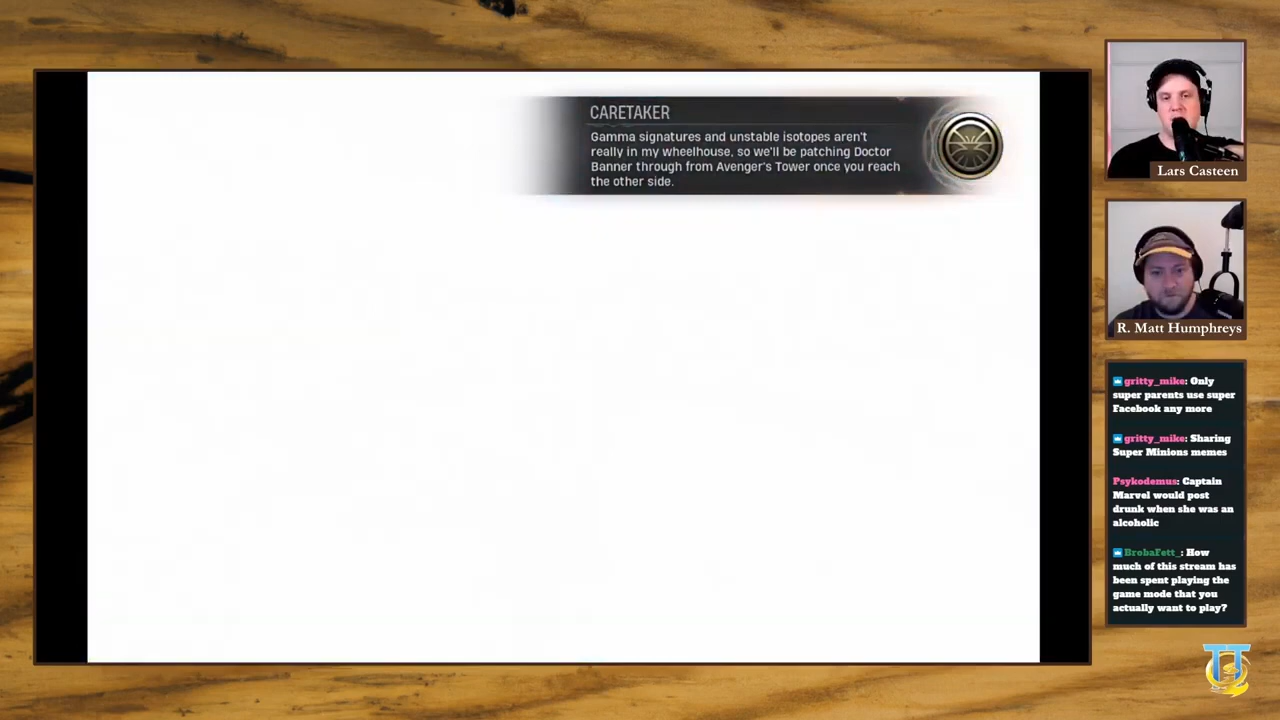 CARETAKER
Gamma signatures and unstable isotopes aren't
really in my wheelhouse, so we'll be patching Doctor
Banner through from Avenger's Tower once you reach
the other side.
Lars Casteen
R. Matt Humphreys
gritty_mike: Only
super parents use super
Facebook any more
gritty_mike: Sharing
Super Minions memes
Psykodemus: Captain
Marvel would post
drunk when she was an
alcoholic
BrobaFett_: How
much of this stream has
been spent playing the
game mode that you
actually want to play?
TT